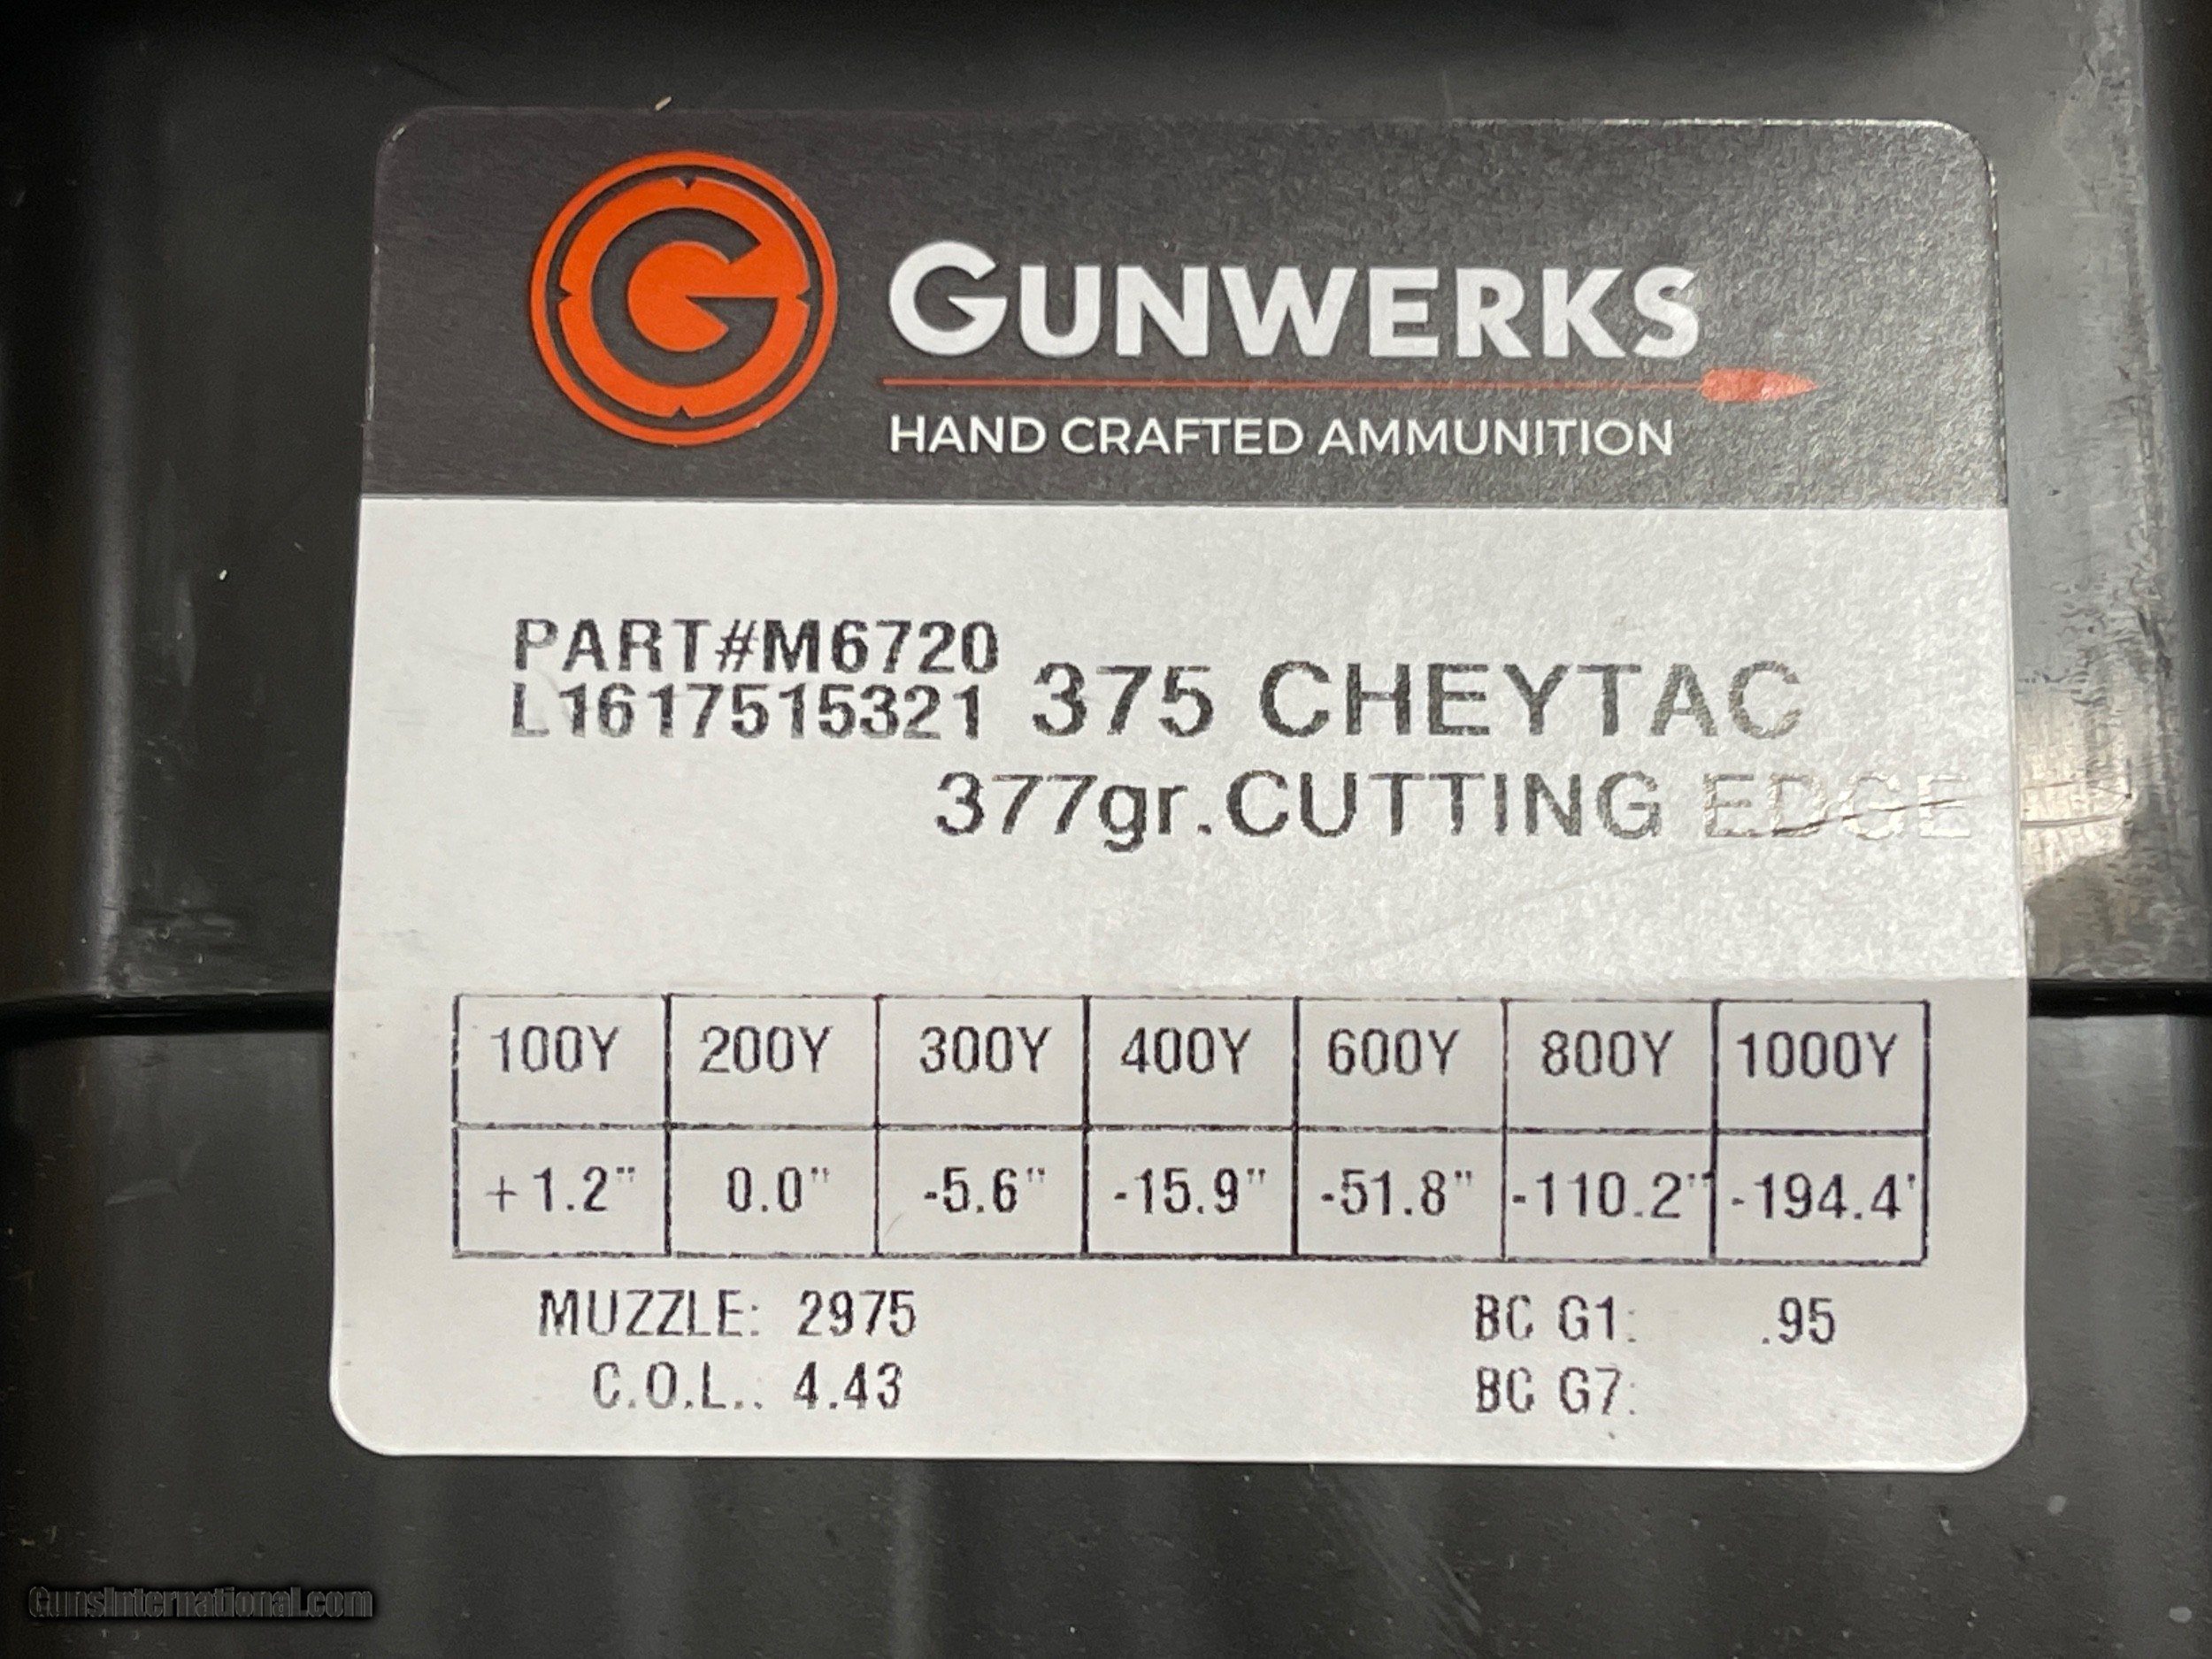 GUNWERKS
HAND CRAFTED AMMUNITION
PART#M6720
L1617515321 375 CHEYTAC
377gr.CUTTING EDGE
100Y 200Y 300Y 400Y 600Y 800Y 1000Y
+1.2" 0.0" -5.6" -15.9" -51.8" -110.2" -194.4'
MUZZLE: 2975 BC G1: .95
C.O.L.. 4.43 BC G7:
GunsInternational.com